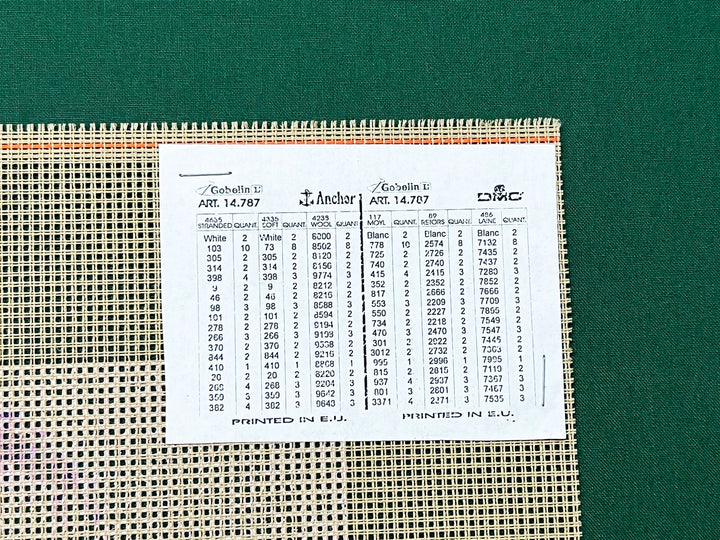 Gobelin L
ART. 14.787
Anchor
4635 STRANDED QUANT. 4335 SOFT QUANT. 4235 WOOL QUANT.
White 2 White 2 8000 2
103 10 73 8 8502 8
305 2 305 2 8120 2
314 2 314 2 8156 2
398 4 398 3 9774 3
9 2 9 2 8212 2
46 2 46 2 8216 2
98 3 98 3 8588 3
101 2 101 2 8594 2
278 2 278 2 9194 2
266 3 266 3 3
370 2 370 2 2
844 2 844 2 9216 2
410 1 410 1 8808 1
20 2 20 2 8220 2
268 4 268 3 9204 3
359 3 359 3 9642 3
382 4 382 3 9643 3
PRINTED IN E.U.
Gobelin L
ART. 14.787
DMC
117 MOYL. QUANT. 89 RETORS QUANT. 486 LAINE QUANT.
Blanc 2 Blanc 2 Blanc 2
778 10 2574 8 7132 8
725 2 2726 2 7435 2
740 2 2740 2 7437 2
415 4 2415 3 7280 3
352 2 2352 2 7852 2
817 2 2666 2 7666 2
553 3 2209 3 7709 3
550 2 2227 2 7895 2
734 2 2218 2 7549 2
470 3 2470 3 7547 3
301 2 2022 2 7445 2
3012 2 2732 2 2
995 1 2996 1 7995 1
815 2 2815 2 7110 2
937 4 2937 3 7367 3
801 3 2801 3 7467 3
3371 4 2371 3 7535 3
PRINTED IN E.U.